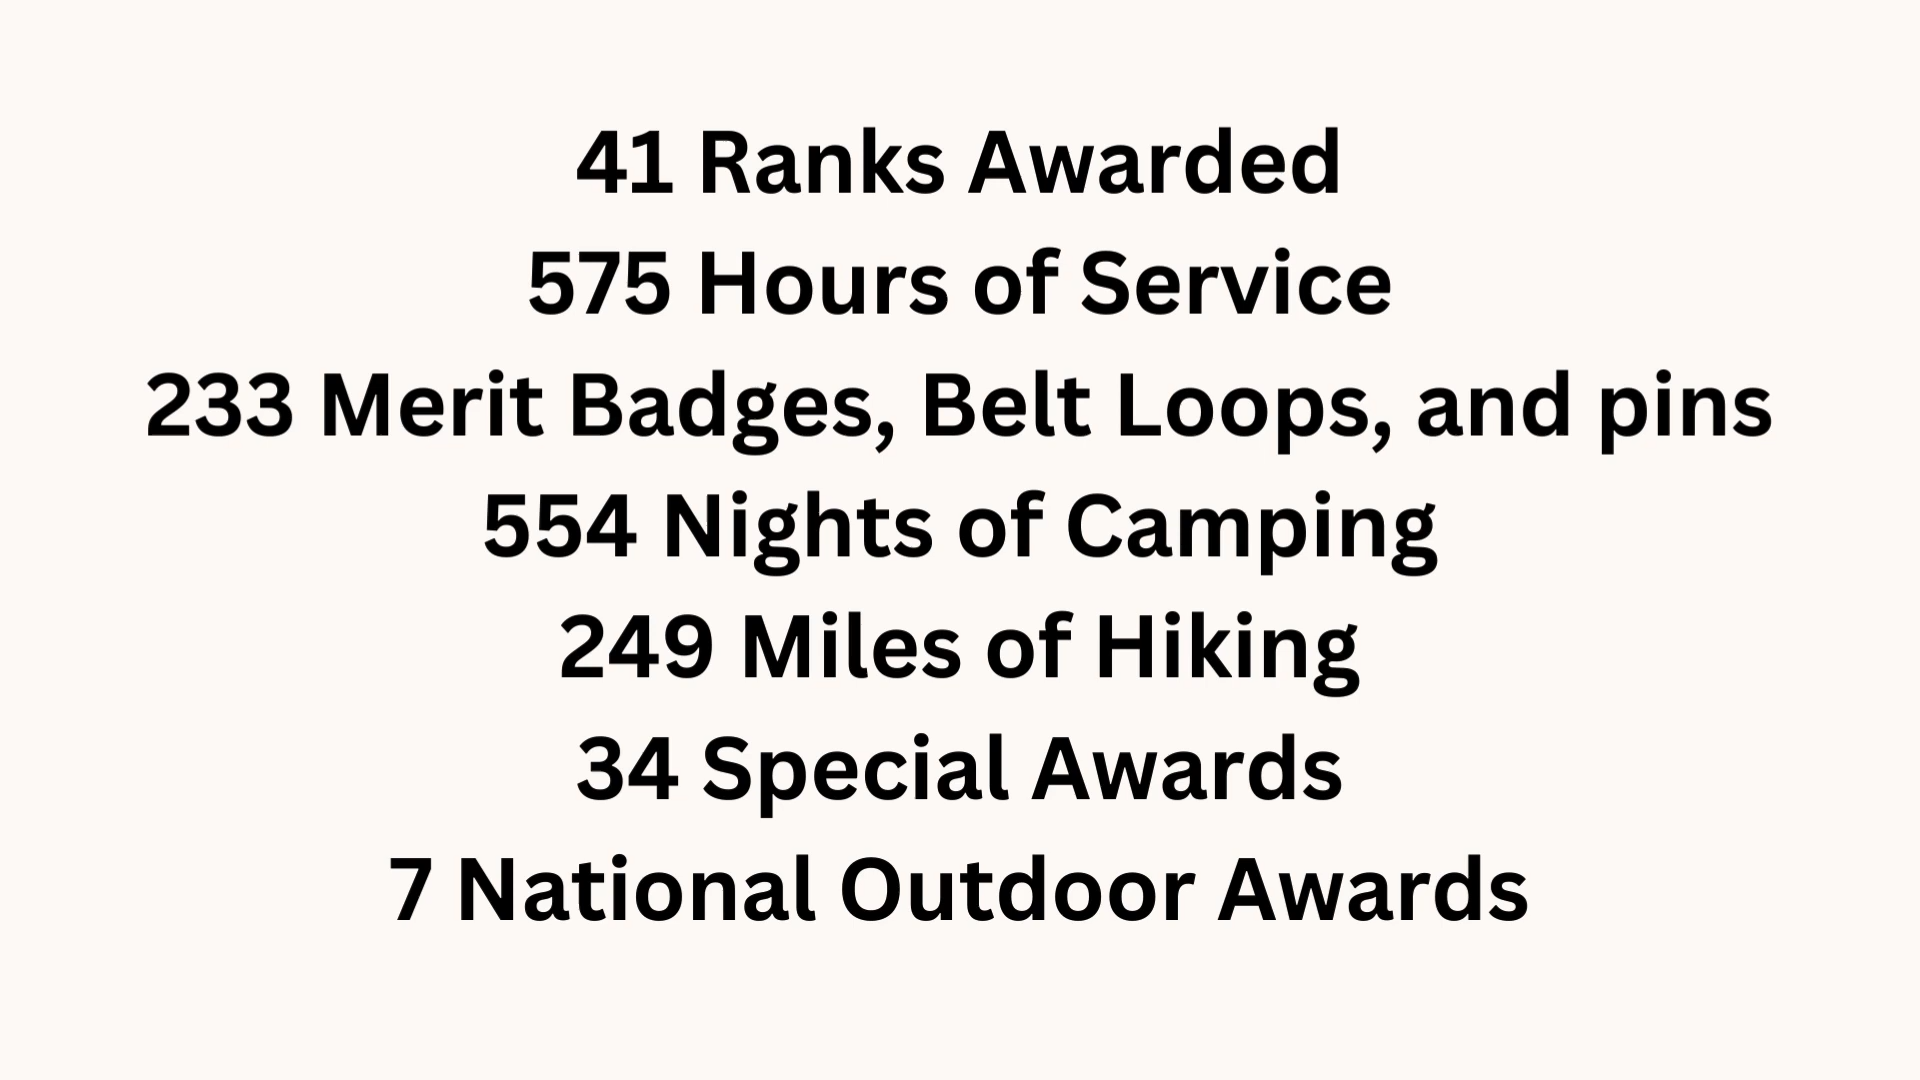 41 Ranks Awarded
575 Hours of Service
233 Merit Badges, Belt Loops, and pins
554 Nights of Camping
249 Miles of Hiking
34 Special Awards
7 National Outdoor Awards